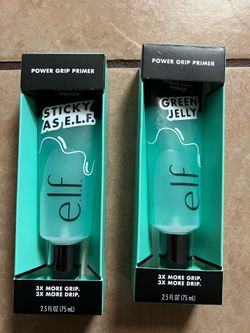 POWER GRIP PRIMER
STICKY
AS E.L.F.
e.l.f.
3X MORE GRIP.
3X MORE DRIP.
2.5 FL OZ (75 mL)
POWER GRIP PRIMER
GREEN
JELLY
e.l.f.
3X MORE GRIP.
3X MORE DRIP.
2.5 FL OZ (75 mL)